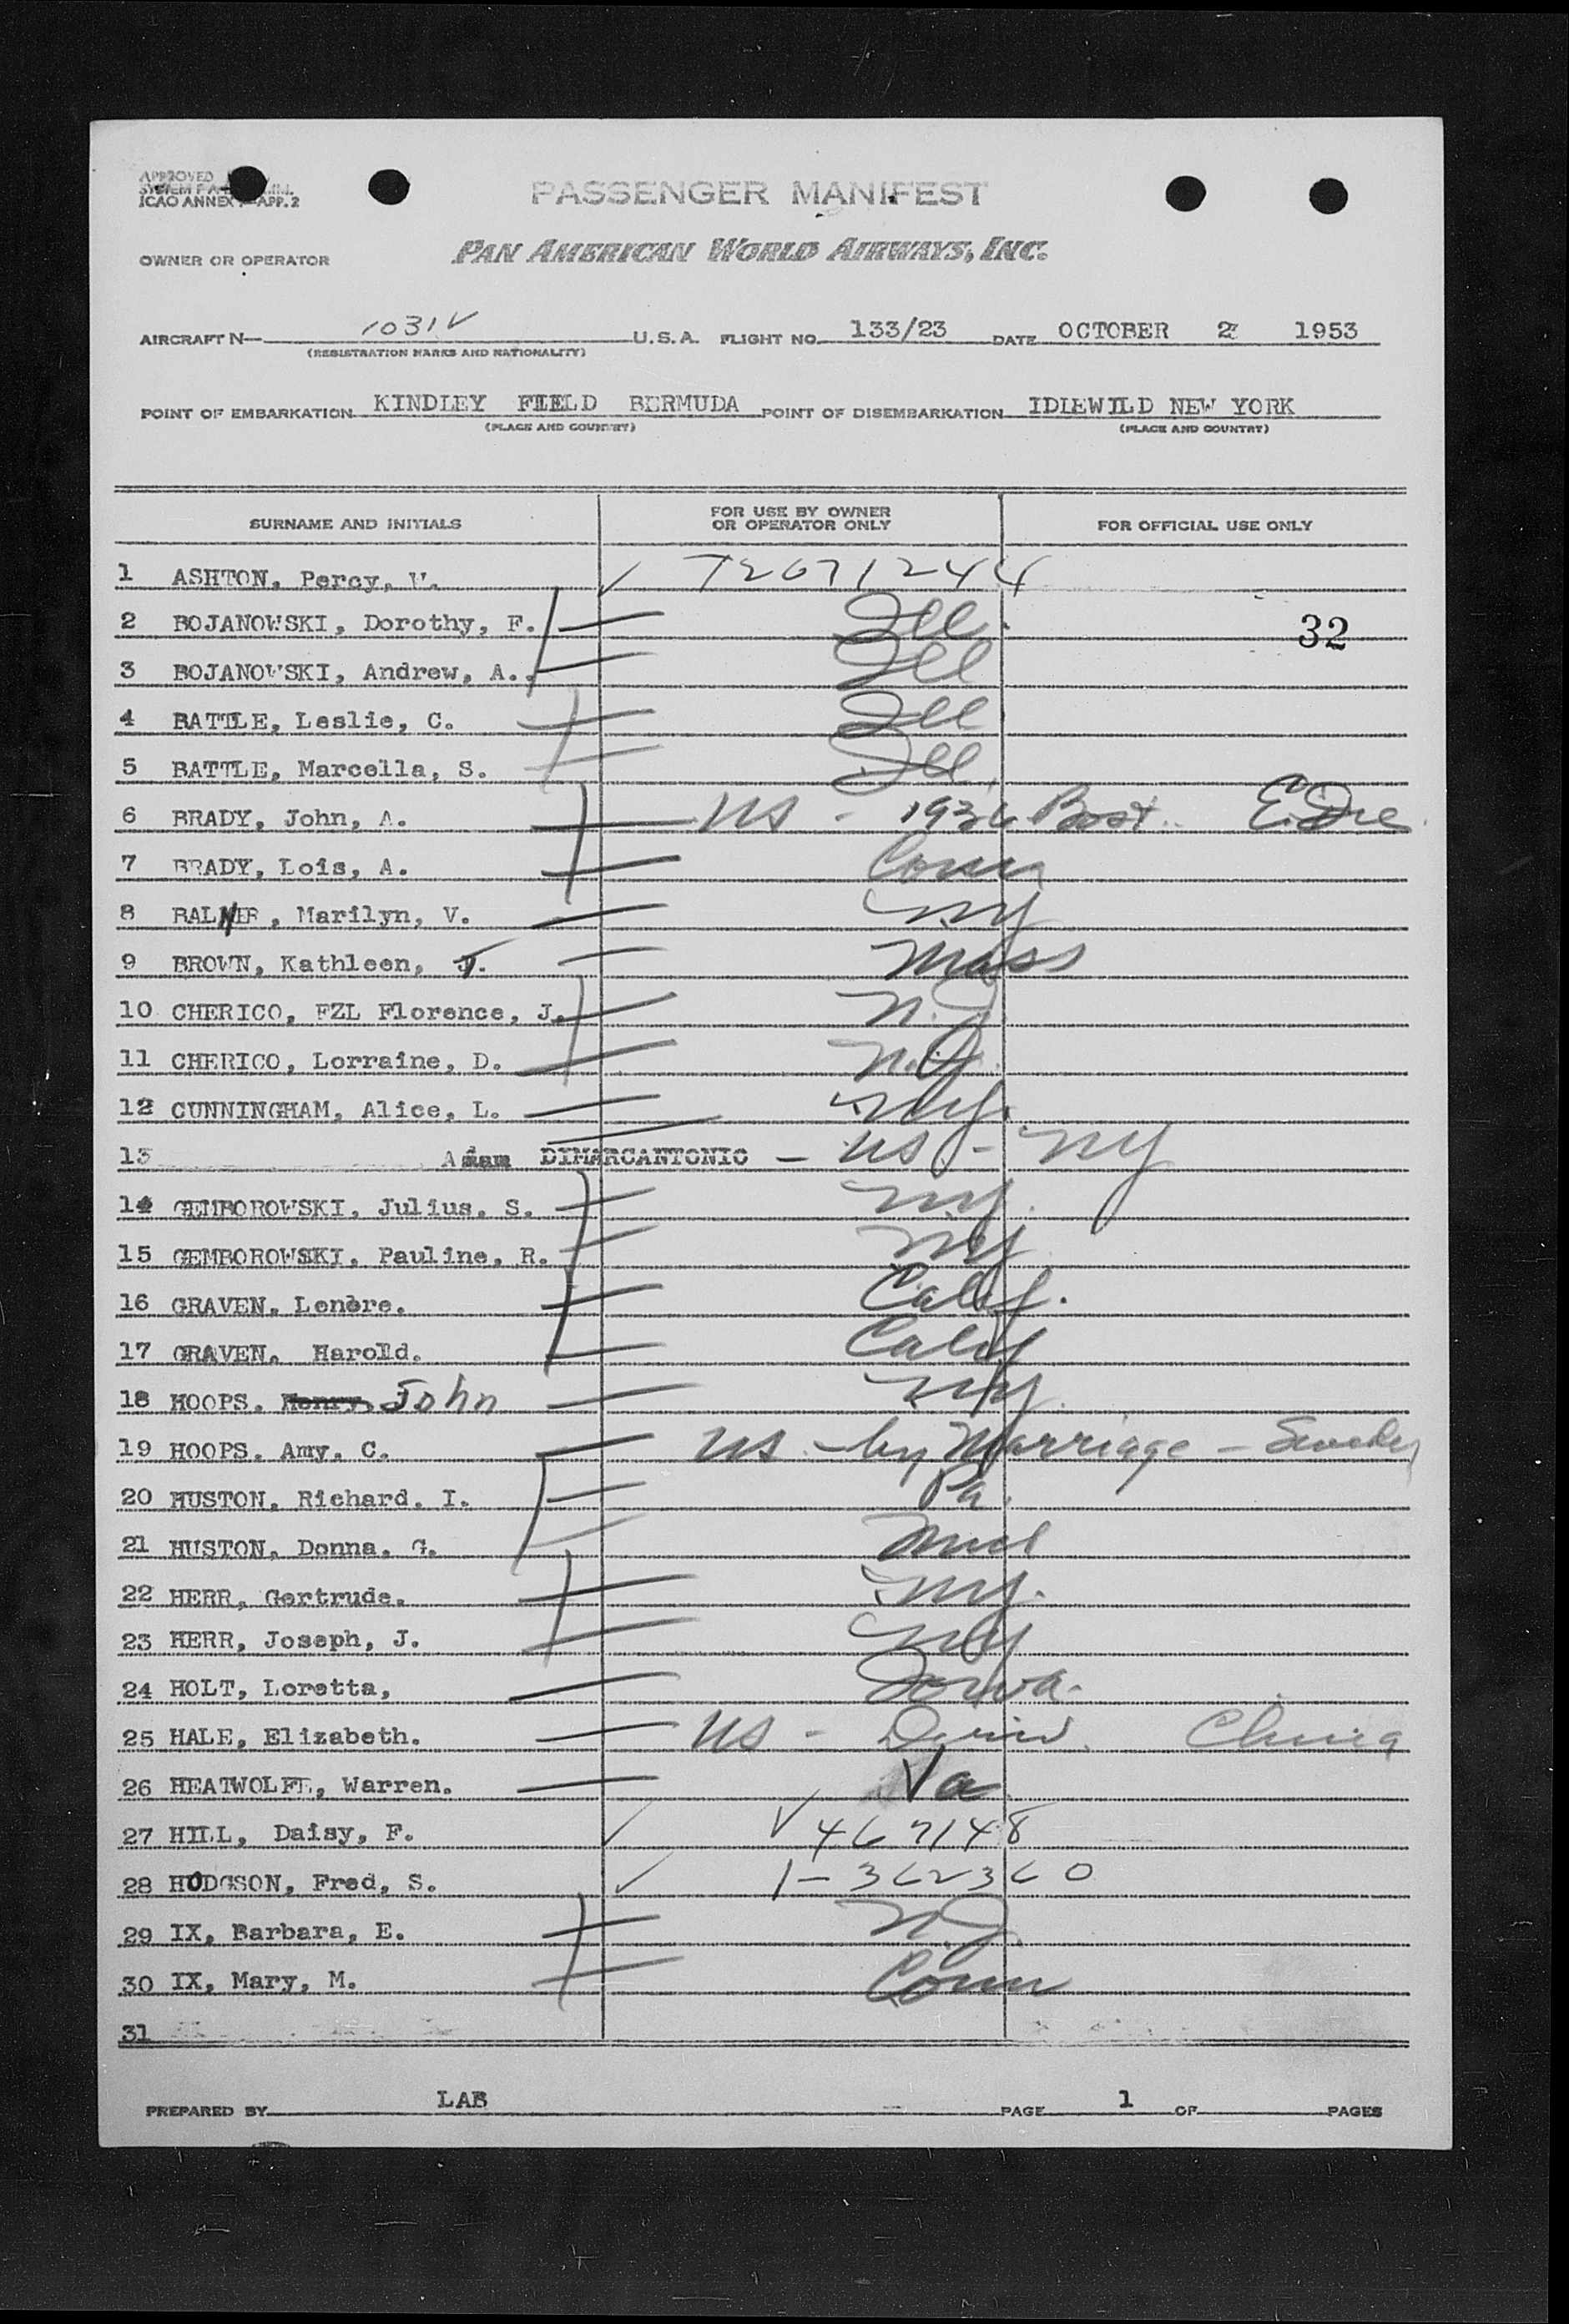 APPROVED
ICAO ANNEX APP. 2
PASSENGER MANIFEST
OWNER OR OPERATOR PAN AMERICAN WORLD AIRWAYS, INC.
AIRCRAFT N— 1031V U.S.A. FLIGHT NO. 133/23 DATE OCTOBER 2 1953
(REGISTRATION MARKS AND NATIONALITY)
POINT OF EMBARKATION KINDLEY FIELD BERMUDA POINT OF DISEMBARKATION IDLEWILD NEW YORK
(PLACE AND COUNTRY) (PLACE AND COUNTRY)
SURNAME AND INITIALS FOR USE BY OWNER OR OPERATOR ONLY FOR OFFICIAL USE ONLY
1 ASHTON, Percy, ✓ T2671244
2 BOJANOWSKI, Dorothy, F. Ill. 32
3 BOJANOWSKI, Andrew, A. Ill
4 BATTLE, Leslie, C. Ill
5 BATTLE, Marcella, S. Ill
6 BRADY, John, A. US - 1936 Bost. Eire
7 BRADY, Lois, A. Conn
8 BALMER, Marilyn, V. NY
9 BROWN, Kathleen, J. Mass
10 CHERICO, FZL Florence, J. N.J
11 CHERICO, Lorraine, D. N.J.
12 CUNNINGHAM, Alice, L. NY.
13 Adam DIMARCANTONIO - US - NY
14 GEMBOROWSKI, Julius. S. NY.
15 GEMBOROWSKI, Pauline, R. NY
16 GRAVEN. Lenore. Calif.
17 GRAVEN. Harold. Calif
18 HOOPS. Henry. John NY.
19 HOOPS. Amy. C. US - by Marriage - Sweden
20 HUSTON. Richard. I. Pa.
21 HUSTON. Donna. G. Mich
22 HERR, Gertrude. NY.
23 HERR, Joseph, J. NY
24 HOLT, Loretta, Iowa.
25 HALE, Elizabeth. US - China
26 HEATWOLFE, Warren. Va
27 HILL, Daisy, F. ✓ V 467148
28 HODGSON, Fred, S. ✓ 1-362360
29 IX, Barbara, E. N.J.
30 IX, Mary, M. Conn
31
PREPARED BY LAB PAGE 1 OF PAGES